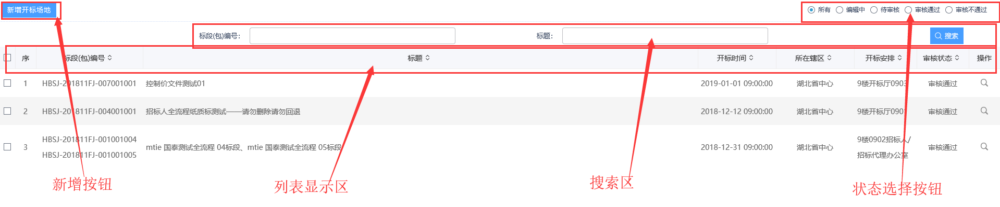 新增开标场地
所有 编辑中 待审核 审核通过 审核不通过
标段(包)编号: 标题: 搜索
序 标段(包)编号 标题 开标时间 所在辖区 开标安排 审核状态 操作
1 HBSJ-201811FJ-007001001 控制价文件测试01 2019-01-01 09:00:00 湖北省中心 9楼开标厅0903 审核通过
2 HBSJ-201811FJ-004001001 招标人全流程纸质标测试——请勿删除请勿回退 2018-12-12 09:00:00 湖北省中心 9楼开标厅0901 审核通过
3 HBSJ-201811FJ-001001004
HBSJ-201811FJ-001001005 mtie 国泰测试全流程 04标段、mtie 国泰测试全流程 05标段 2018-12-31 09:00:00 湖北省中心 9楼0902招标人/
招标代理办公室 审核通过
新增按钮
列表显示区
搜索区
状态选择按钮